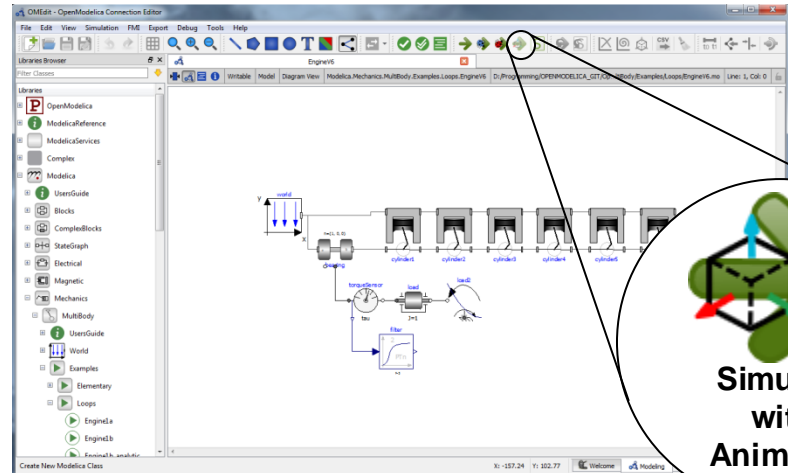 OMEdit - OpenModelica Connection Editor
File Edit View Simulation FMI Export Debug Tools Help
Libraries Browser
EngineV6
Filter Classes
Writable Model Diagram View Modelica.Mechanics.MultiBody.Examples.Loops.EngineV6 Line: 1, Col: 0
Libraries
OpenModelica
ModelicaReference
ModelicaServices
Complex
Modelica
UsersGuide
Blocks
ComplexBlocks
StateGraph
Electrical
Magnetic
Mechanics
MultiBody
UsersGuide
World
Examples
Elementary
Loops
Engine1a
Engine1b
Engine1b_analytic
y
world
x
n={1, 0, 0}
bearing
cylinder1 cylinder2 cylinder3 cylinder4 cylinder5
torqueSensor
load
load2
tau
J=1
filter
Simu
wit
Anim
Create New Modelica Class
X: -157.24 Y: 102.77 Welcome Modeling